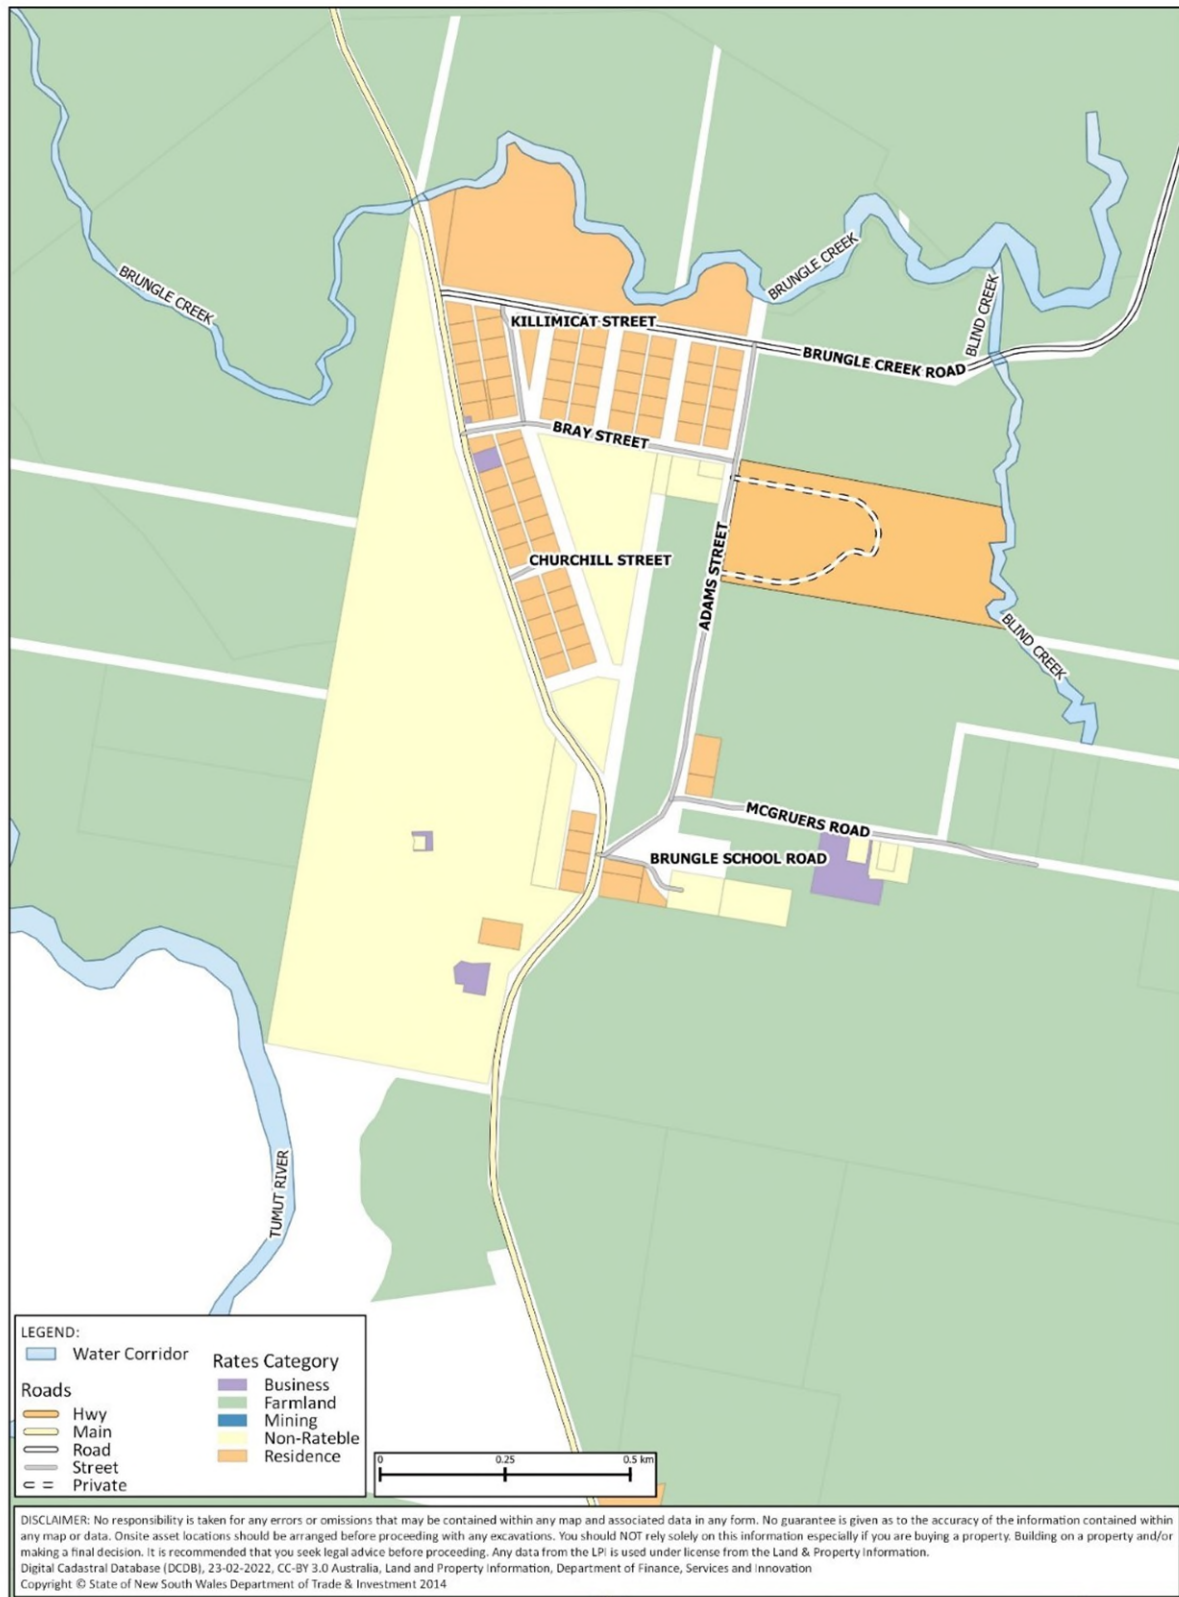 BRUNGLE CREEK
BRUNGLE CREEK
BLIND CREEK
KILLIMICAT STREET
BRUNGLE CREEK ROAD
BRAY STREET
CHURCHILL STREET
ADAMS STREET
BLIND CREEK
MCGRUERS ROAD
BRUNGLE SCHOOL ROAD
TUMUT RIVER
LEGEND:
Water Corridor
Roads
Hwy
Main
Road
Street
Private
Rates Category
Business
Farmland
Mining
Non-Rateble
Residence
0 0.25 0.5 km
DISCLAIMER: No responsibility is taken for any errors or omissions that may be contained within any map and associated data in any form. No guarantee is given as to the accuracy of the information contained within
any map or data. Onsite asset locations should be arranged before proceeding with any excavations. You should NOT rely solely on this information especially if you are buying a property. Building on a property and/or
making a final decision. It is recommended that you seek legal advice before proceeding. Any data from the LPI is used under license from the Land & Property Information.
Digital Cadastral Database (DCDB), 23-02-2022, CC-BY 3.0 Australia, Land and Property Information, Department of Finance, Services and Innovation
Copyright © State of New South Wales Department of Trade & Investment 2014